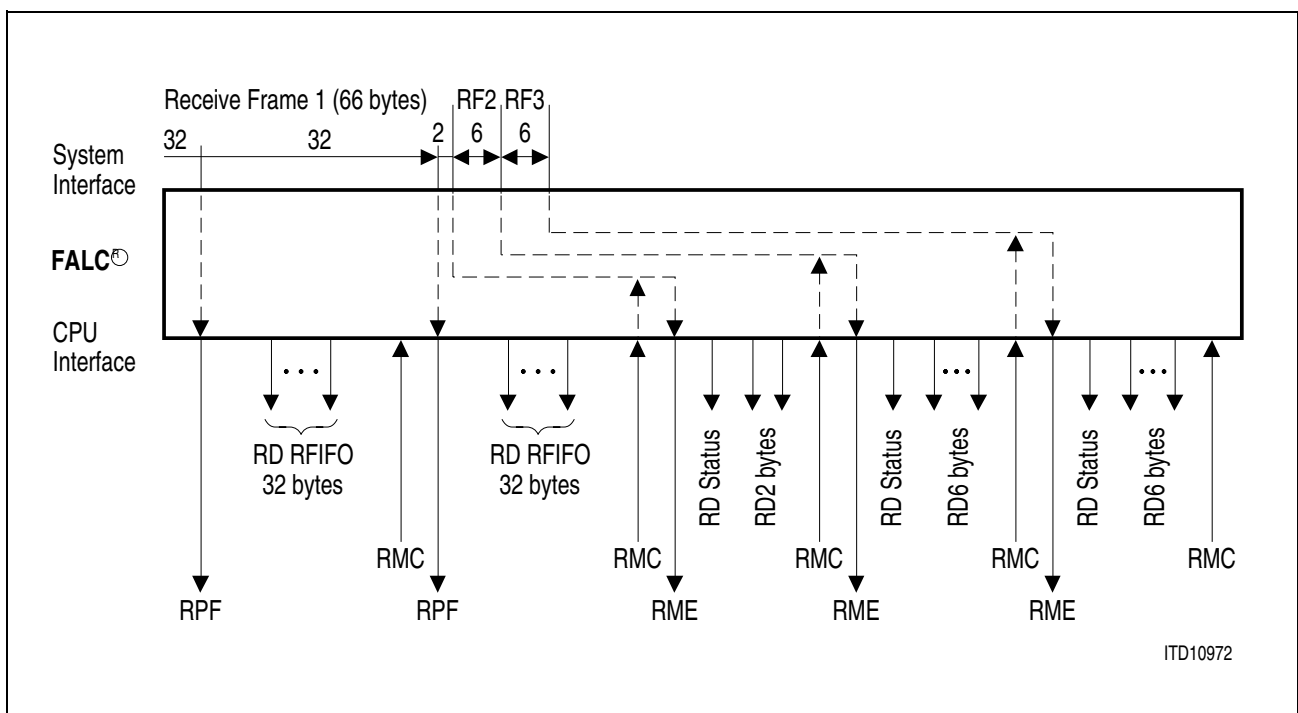 Receive Frame 1 (66 bytes) RF2 RF3
32 32 2 6 6
System
Interface
FALC®
CPU
Interface
RD RFIFO
32 bytes
RD RFIFO
32 bytes
RD Status
RD2 bytes
RD Status
RD6 bytes
RD Status
RD6 bytes
RMC RMC RMC RMC RMC
RPF RPF RME RME RME
ITD10972